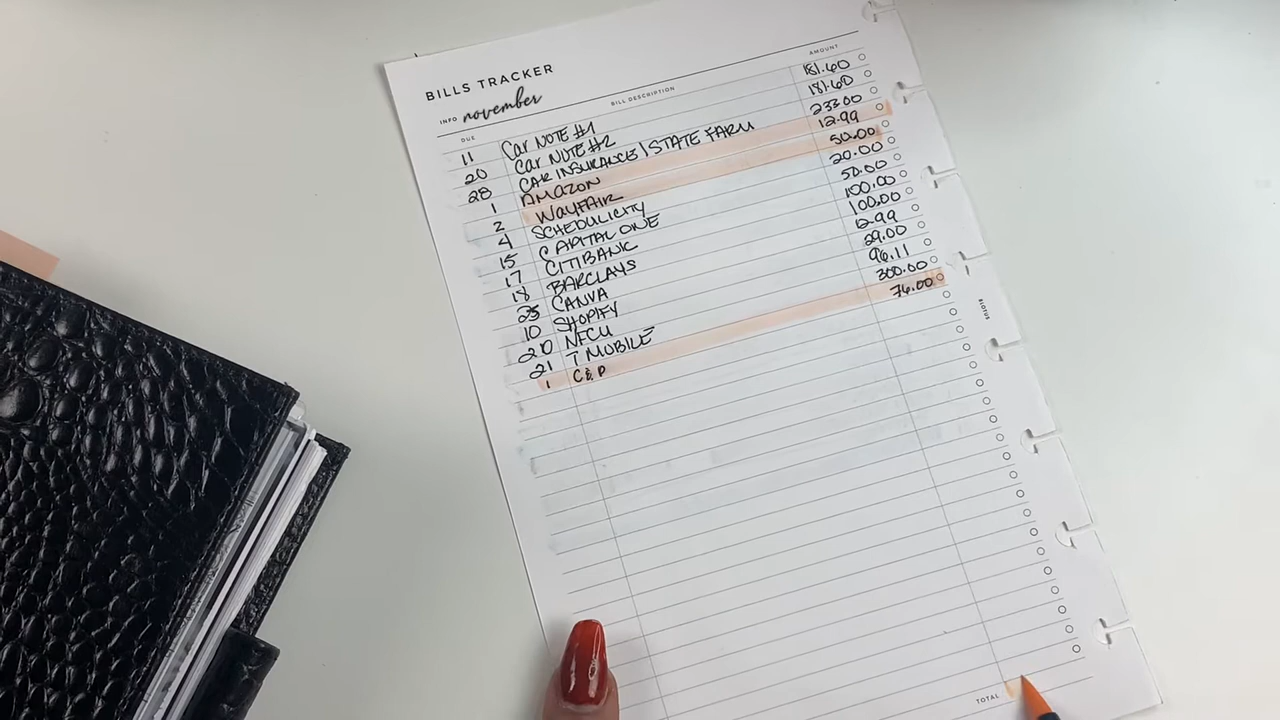 BILLS TRACKER
INFO november
DUE BILL DESCRIPTION AMOUNT
11 Car NOTE #1 181.60
20 Car NOTE #2 181.60
28 CAR INSURANCE | STATE FARM 233.00
1 AMAZON 12.99
2 WAYFAIR 50.00
4 SCHEDULICITY 20.00
15 CAPITAL ONE 50.00
17 CITIBANK 100.00
18 BARCLAYS 100.00
25 CANVA 12.99
10 SHOPIFY 29.00
20 NFCU 96.11
21 T MOBILE 300.00
1 C&P 76.00
TOTAL